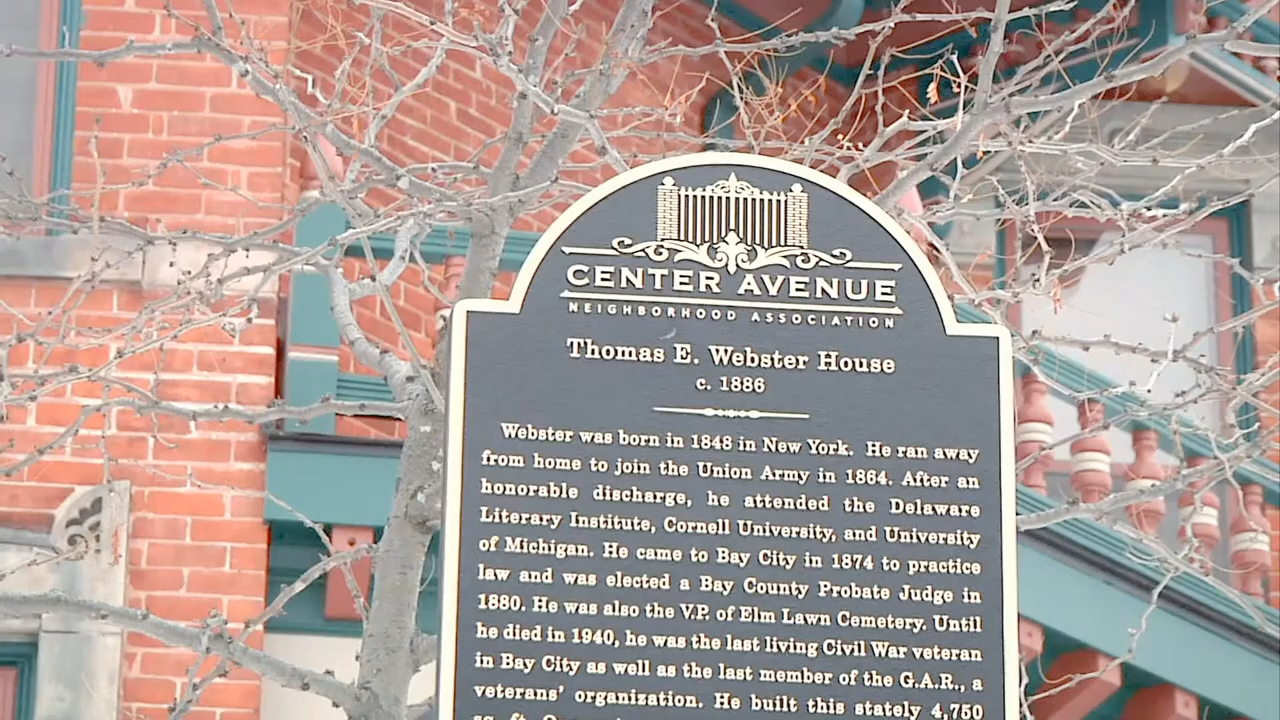 CENTER AVENUE
NEIGHBORHOOD ASSOCIATION
Thomas E. Webster House
c. 1886
Webster was born in 1848 in New York. He ran away
from home to join the Union Army in 1864. After an
honorable discharge, he attended the Delaware
Literary Institute, Cornell University, and University
of Michigan. He came to Bay City in 1874 to practice
law and was elected a Bay County Probate Judge in
1880. He was also the V.P. of Elm Lawn Cemetery. Until
he died in 1940, he was the last living Civil War veteran
in Bay City as well as the last member of the G.A.R., a
veterans' organization. He built this stately 4,750
sq. ft.